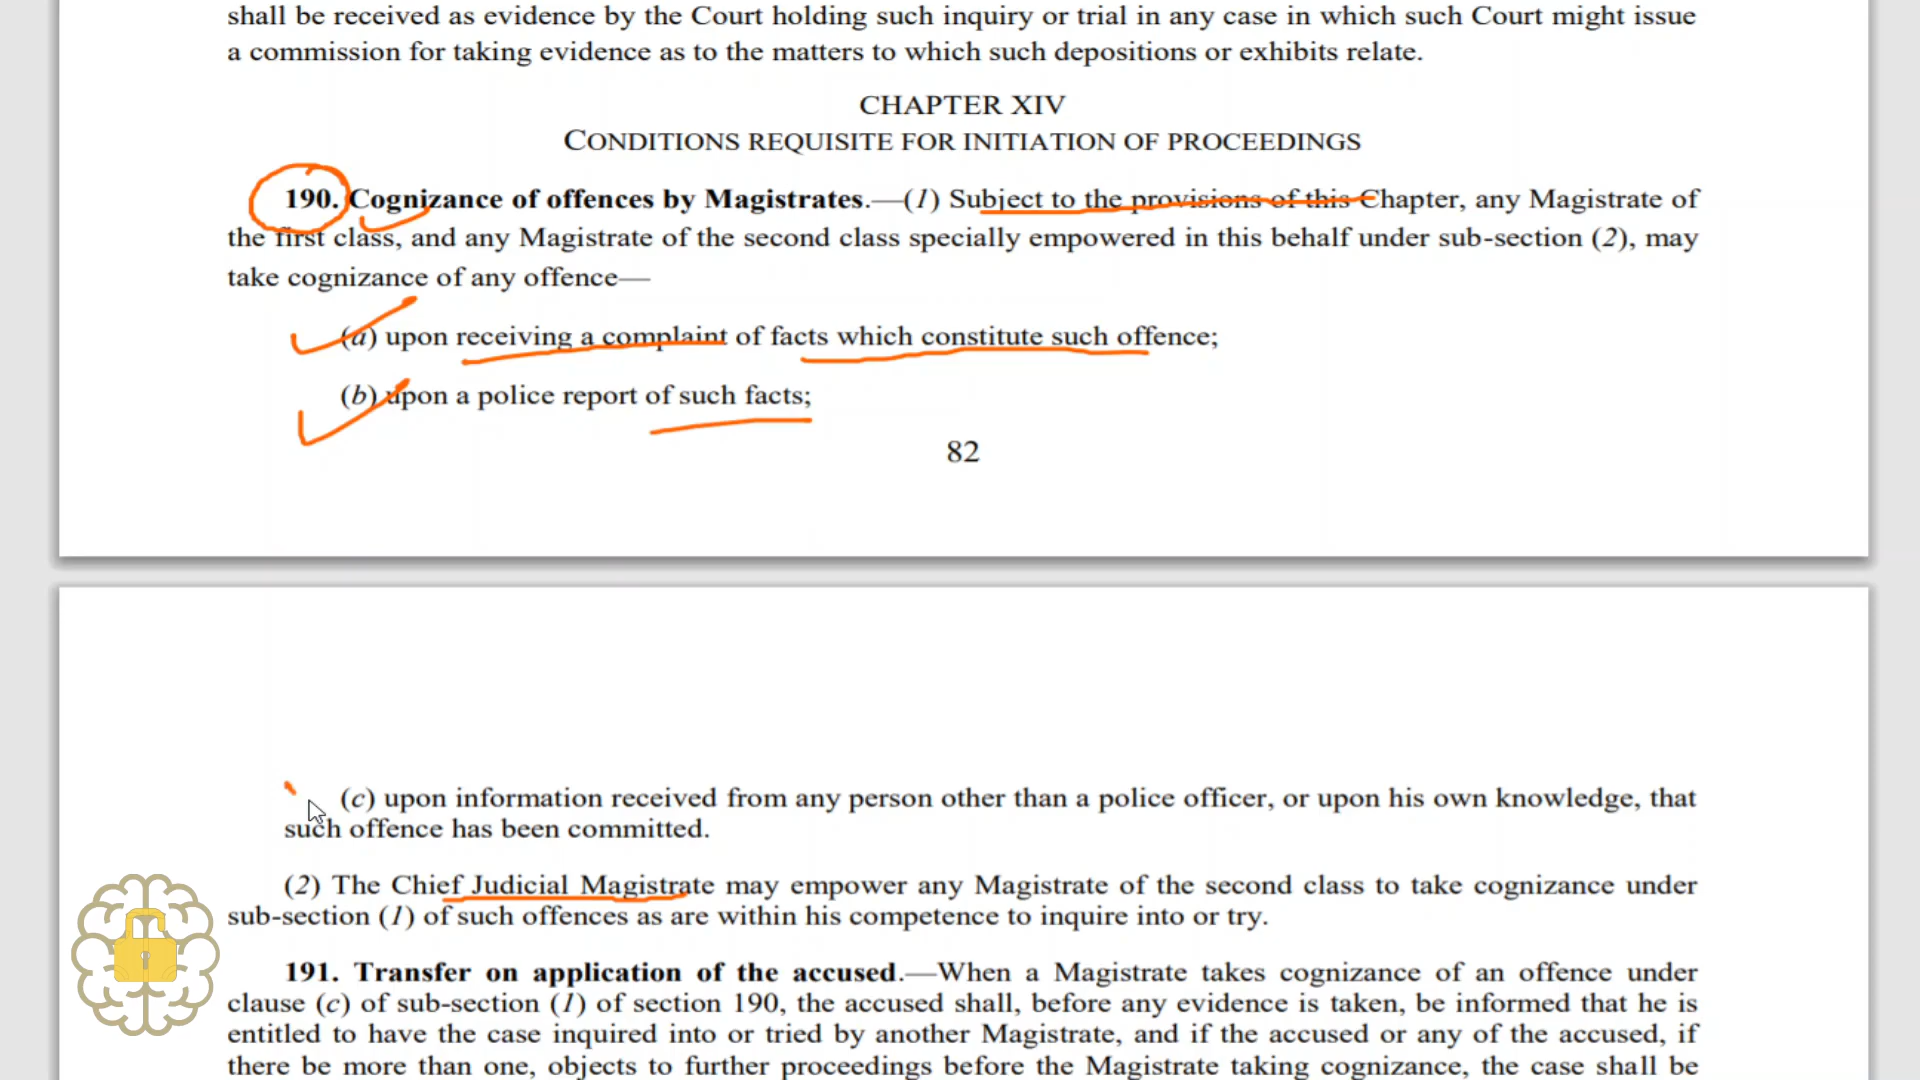 shall be received as evidence by the Court holding such inquiry or trial in any case in which such Court might issue
a commission for taking evidence as to the matters to which such depositions or exhibits relate.
CHAPTER XIV
CONDITIONS REQUISITE FOR INITIATION OF PROCEEDINGS
190. Cognizance of offences by Magistrates.—(1) Subject to the provisions of this Chapter, any Magistrate of
the first class, and any Magistrate of the second class specially empowered in this behalf under sub-section (2), may
take cognizance of any offence—
(a) upon receiving a complaint of facts which constitute such offence;
(b) upon a police report of such facts;
82
(c) upon information received from any person other than a police officer, or upon his own knowledge, that
such offence has been committed.
(2) The Chief Judicial Magistrate may empower any Magistrate of the second class to take cognizance under
sub-section (1) of such offences as are within his competence to inquire into or try.
191. Transfer on application of the accused.—When a Magistrate takes cognizance of an offence under
clause (c) of sub-section (1) of section 190, the accused shall, before any evidence is taken, be informed that he is
entitled to have the case inquired into or tried by another Magistrate, and if the accused or any of the accused, if
there be more than one, objects to further proceedings before the Magistrate taking cognizance, the case shall be